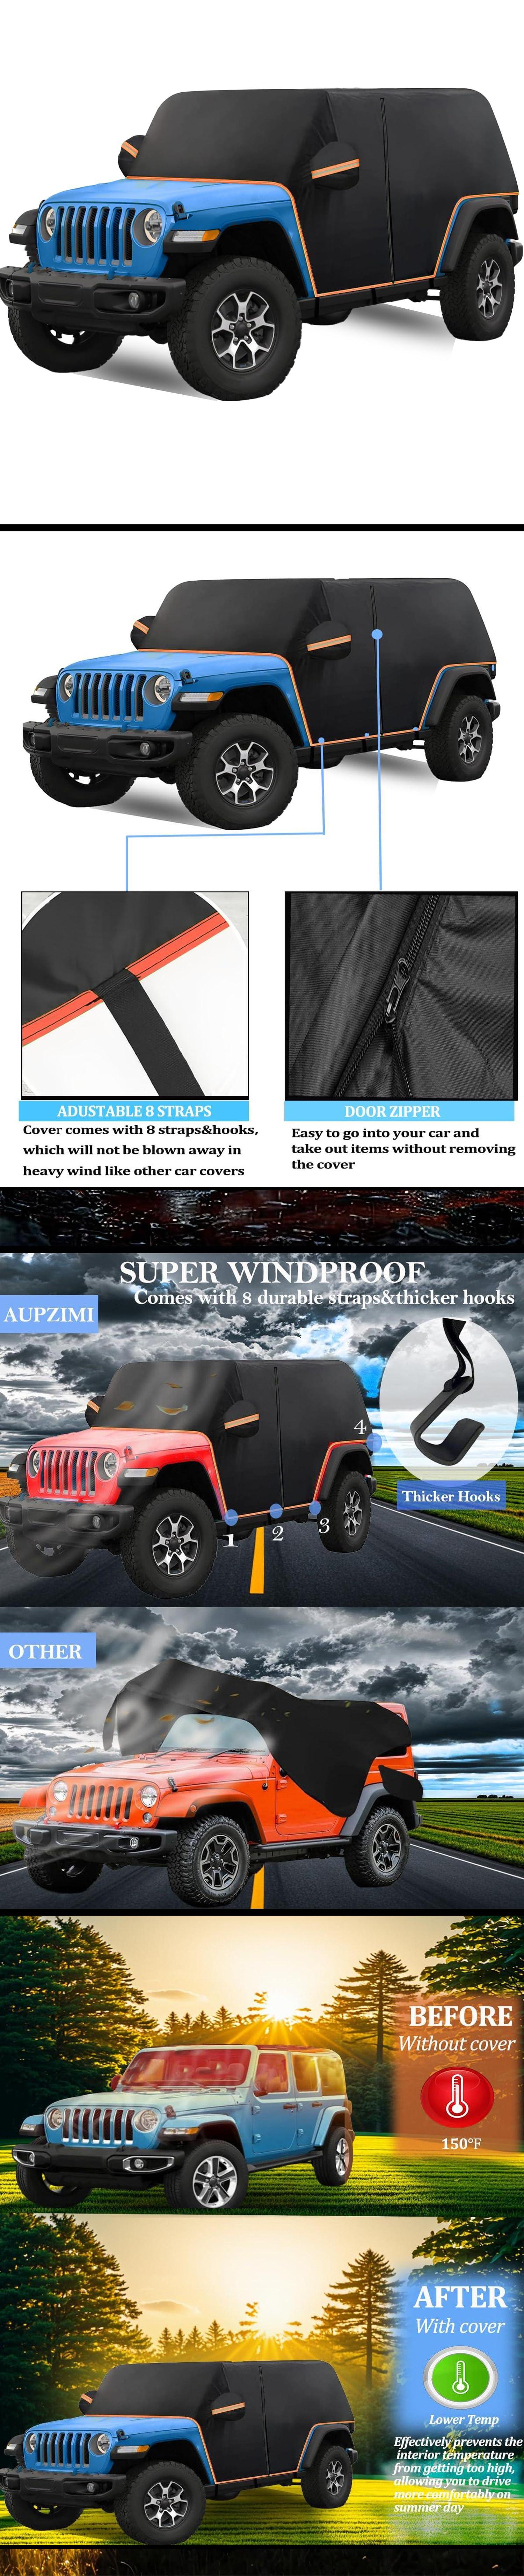 ADUSTABLE 8 STRAPS
Cover comes with 8 straps&hooks,
which will not be blown away in
heavy wind like other car covers
DOOR ZIPPER
Easy to go into your car and
take out items without removing
the cover
SUPER WINDPROOF
Comes with 8 durable straps&thicker hooks
AUPZIMI
4
Thicker Hooks
1
2
3
OTHER
BEFORE
Without cover
150°F
AFTER
With cover
Lower Temp
Effectively prevents the
interior temperature
from getting too high,
allowing you to drive
more comfortably on
summer day